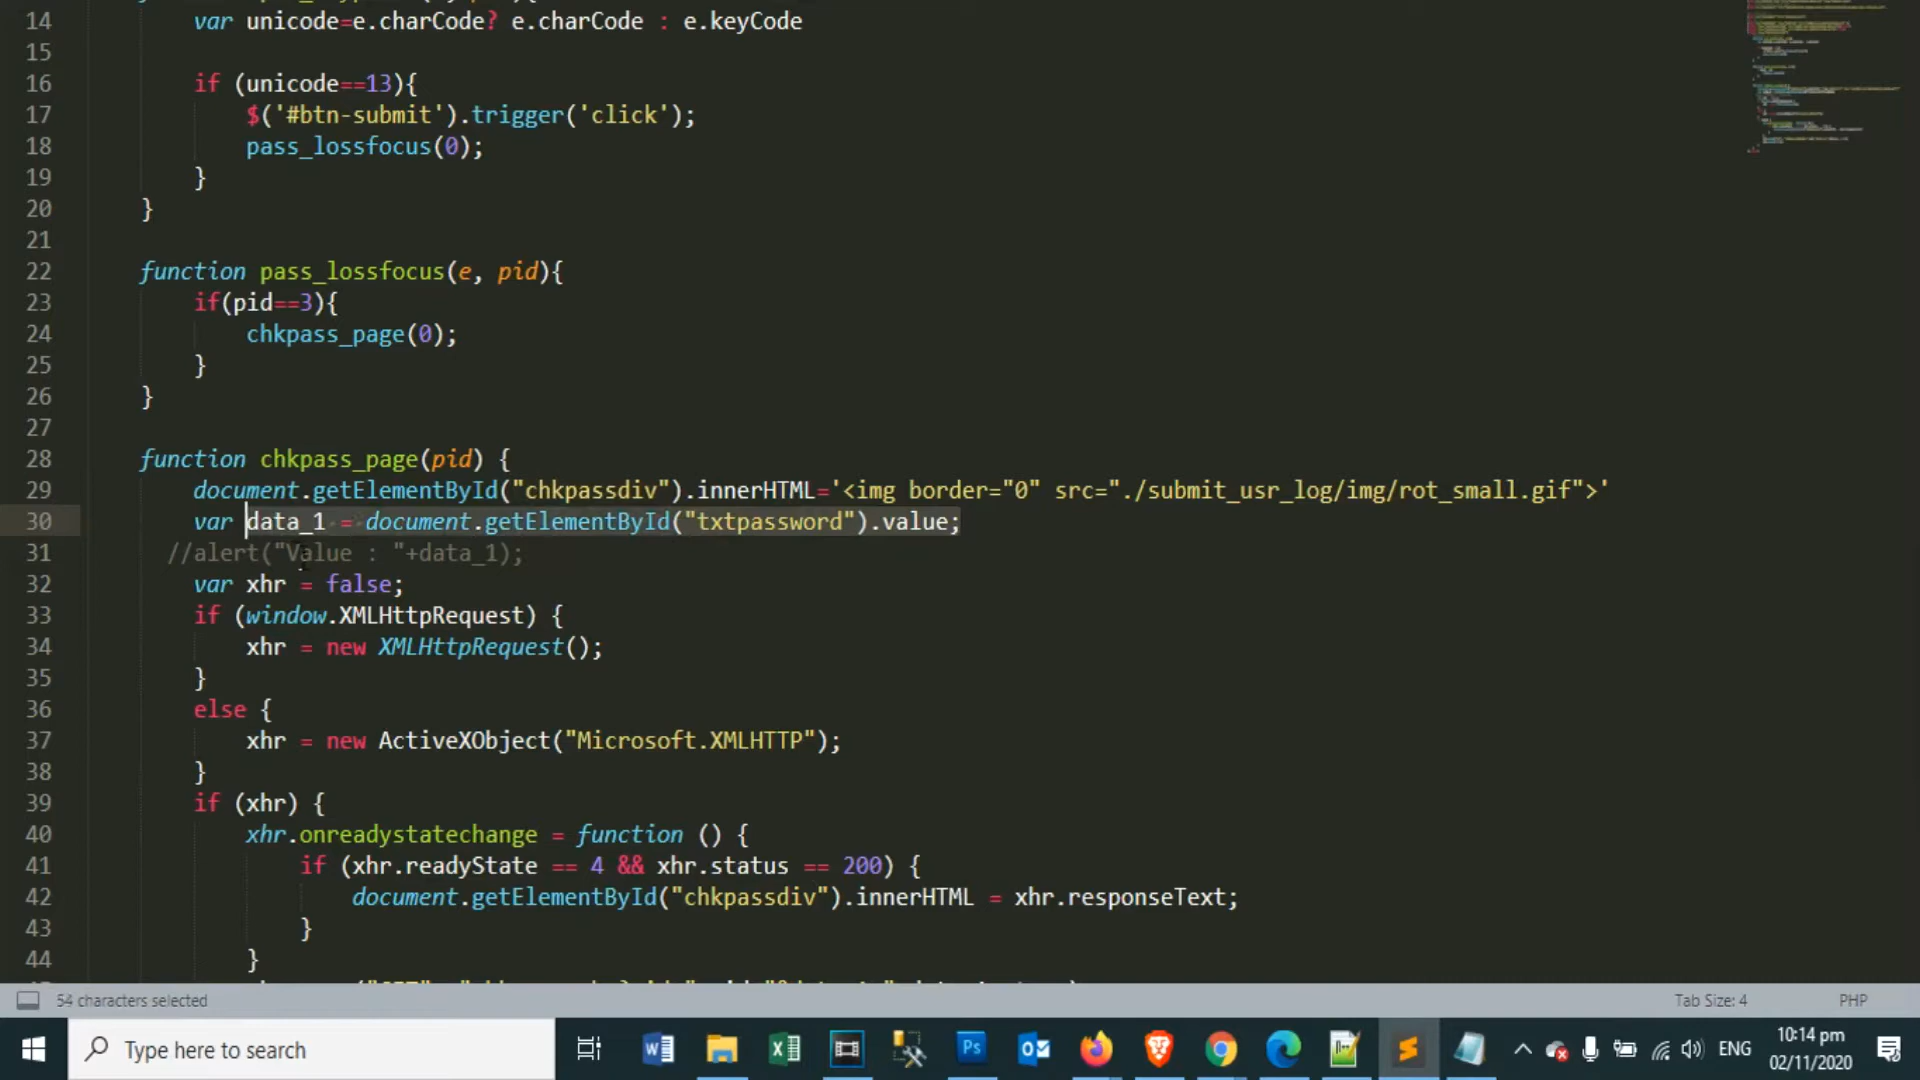 14 var unicode=e.charCode? e.charCode : e.keyCode
15
16 if (unicode==13){
17 $('#btn-submit').trigger('click');
18 pass_lossfocus(0);
19 }
20 }
21
22 function pass_lossfocus(e, pid){
23 if(pid==3){
24 chkpass_page(0);
25 }
26 }
27
28 function chkpass_page(pid) {
29 document.getElementById("chkpassdiv").innerHTML='<img border="0" src="./submit_usr_log/img/rot_small.gif">'
30 var data_1 = document.getElementById("txtpassword").value;
31 //alert("Value : "+data_1);
32 var xhr = false;
33 if (window.XMLHttpRequest) {
34 xhr = new XMLHttpRequest();
35 }
36 else {
37 xhr = new ActiveXObject("Microsoft.XMLHTTP");
38 }
39 if (xhr) {
40 xhr.onreadystatechange = function () {
41 if (xhr.readyState == 4 && xhr.status == 200) {
42 document.getElementById("chkpassdiv").innerHTML = xhr.responseText;
43 }
44 }
54 characters selected Tab Size: 4 PHP
Type here to search ENG 10:14 pm
02/11/2020